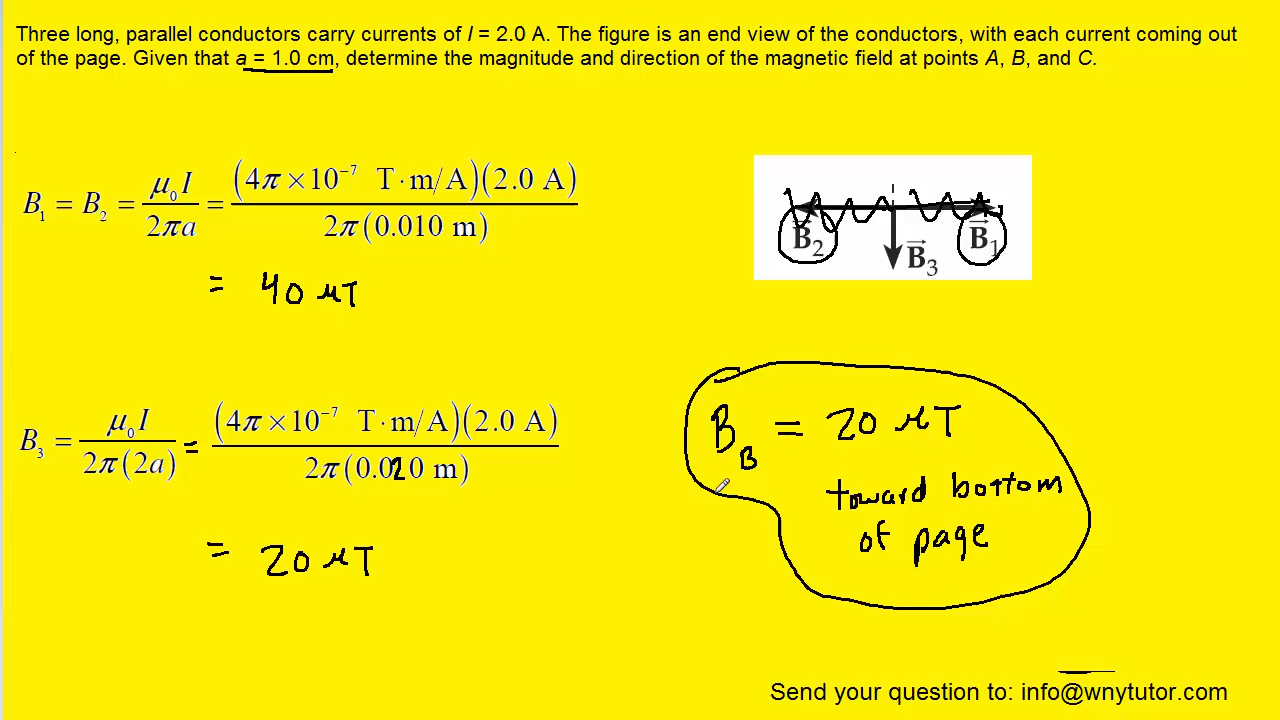 Three long, parallel conductors carry currents of I = 2.0 A. The figure is an end view of the conductors, with each current coming out
of the page. Given that a = 1.0 cm, determine the magnitude and direction of the magnetic field at points A, B, and C.
B₁ = B₂ = μ₀I / 2πa = (4π × 10⁻⁷ T · m/A)(2.0 A) / 2π(0.010 m)
= 40 μT
B⃗₂ B⃗₃ B⃗₁
B₃ = μ₀I / 2π(2a) = (4π × 10⁻⁷ T · m/A)(2.0 A) / 2π(0.020 m)
= 20 μT
B_B = 20 μT
toward bottom
of page
Send your question to: info@wnytutor.com